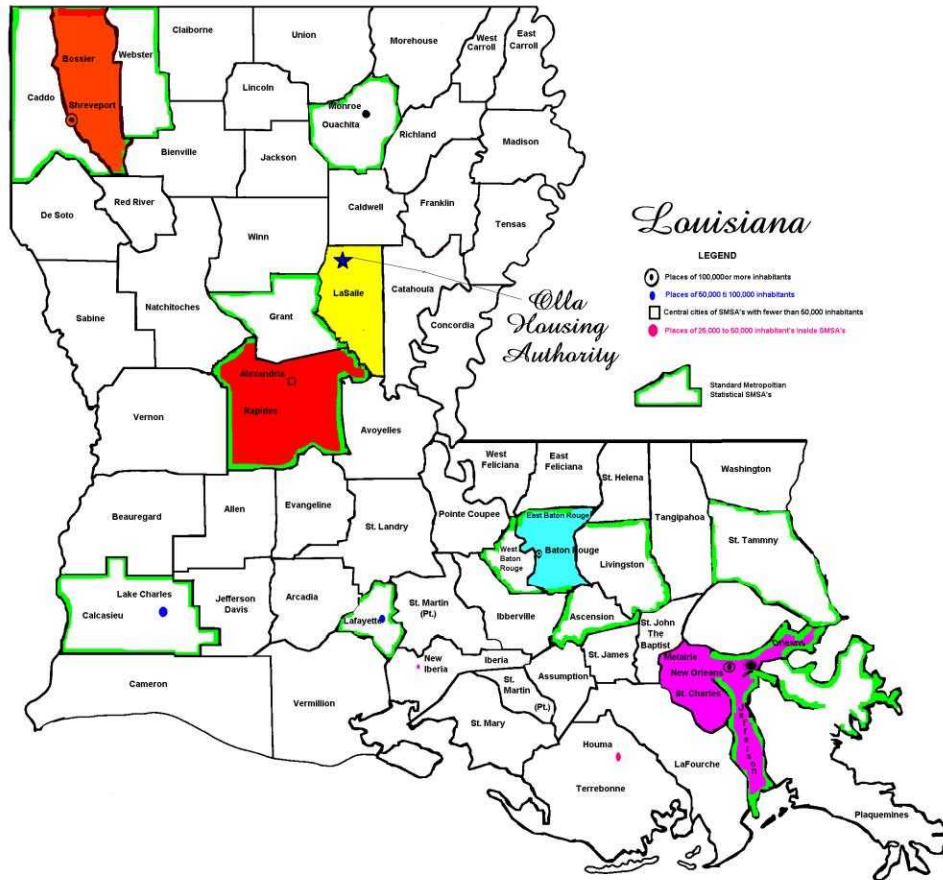 Claiborne
Union
Morehouse
West
Carroll
East
Carroll
Bossier
Webster
Caddo
Shreveport
Lincoln
Monroe
Ouachita
Richland
Madison
Bienville
Jackson
De Soto
Red River
Caldwell
Franklin
Tensas
Winn
Natchitoches
Sabine
Grant
LaSalle
Catahoula
Concordia
Olla
Housing
Authority
Louisiana
LEGEND
Places of 100,000or more inhabitants
Places of 50,000 ti 100,000 inhabitants
Central cities of SMSA's with fewer than 50,000 inhabitants
Places of 25,000 to 50,000 inhabitant's inside SMSA's
Standard Metropoitian
Statistical SMSA's
Alexandria
Rapides
Vernon
Avoyelles
West
Feliciana
East
Feliciana
St. Helena
Washington
Beauregard
Allen
Evangeline
St. Landry
Pointe Coupee
East Baton Rouge
West
Baton
Rouge
Baton Rouge
Livingston
Tangipahoa
St. Tammny
Lake Charles
Calcasieu
Jefferson
Davis
Arcadia
Lafayette
St. Martin
(Pt.)
Ibberville
Ascension
St. John
The
Baptist
St. James
Orleans
Metairie
New Orleans
St. Charles
Jefferson
Cameron
Vermillion
New
Iberia
Iberia
St.
Martin
(Pt.)
Assumption
St. Mary
Houma
Terrebonne
LaFourche
Plaquemines